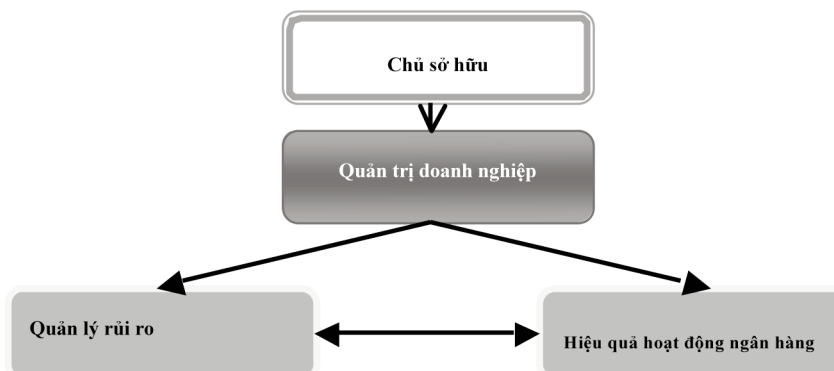 Chủ sở hữu
Quản trị doanh nghiệp
Quản lý rủi ro
Hiệu quả hoạt động ngân hàng